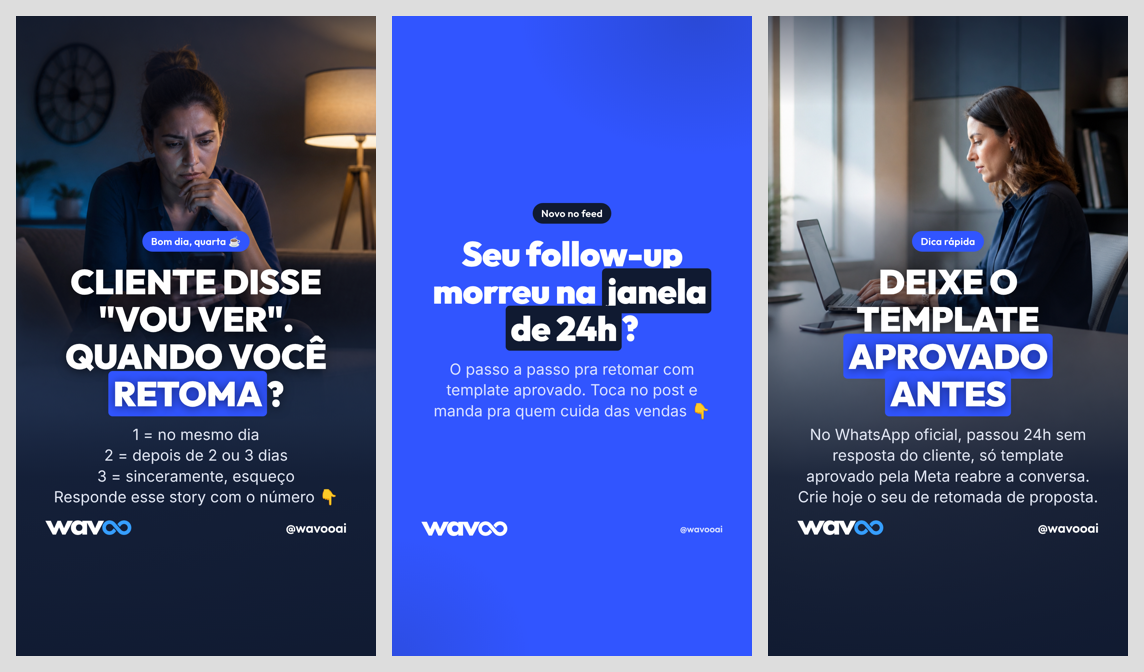 Bom dia, quarta ☕
CLIENTE DISSE
"VOU VER".
QUANDO VOCÊ
RETOMA?
1 = no mesmo dia
2 = depois de 2 ou 3 dias
3 = sinceramente, esqueço
Responde esse story com o número 👇
wavoo
@wavooai
Novo no feed
Seu follow-up
morreu na janela
de 24h?
O passo a passo pra retomar com
template aprovado. Toca no post e
manda pra quem cuida das vendas 👇
wavoo
@wavooai
Dica rápida
DEIXE O
TEMPLATE
APROVADO
ANTES
No WhatsApp oficial, passou 24h sem
resposta do cliente, só template
aprovado pela Meta reabre a conversa.
Crie hoje o seu de retomada de proposta.
wavoo
@wavooai